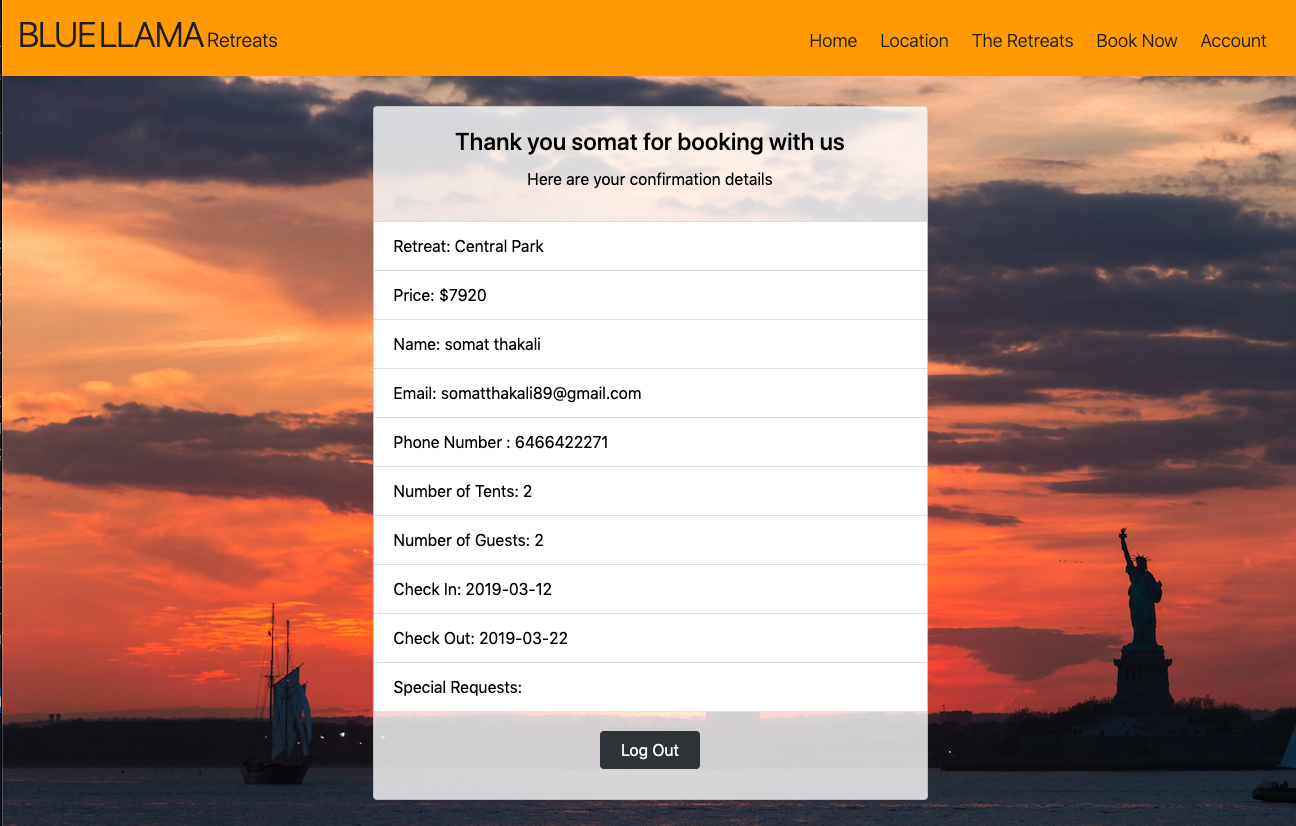 BLUE LLAMA Retreats
Home Location The Retreats Book Now Account
Thank you somat for booking with us
Here are your confirmation details
Retreat: Central Park
Price: $7920
Name: somat thakali
Email: somatthakali89@gmail.com
Phone Number : 6466422271
Number of Tents: 2
Number of Guests: 2
Check In: 2019-03-12
Check Out: 2019-03-22
Special Requests:
Log Out